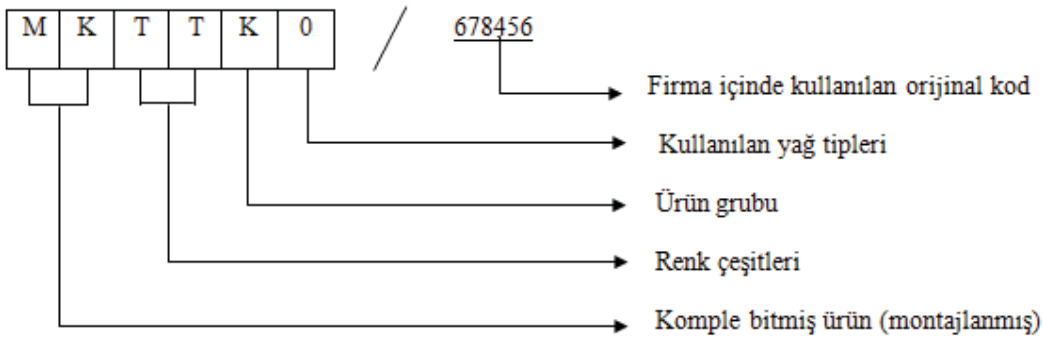 M K T T K 0 / 678456
Firma içinde kullanılan orijinal kod
Kullanılan yağ tipleri
Ürün grubu
Renk çeşitleri
Komple bitmiş ürün (montajlanmış)